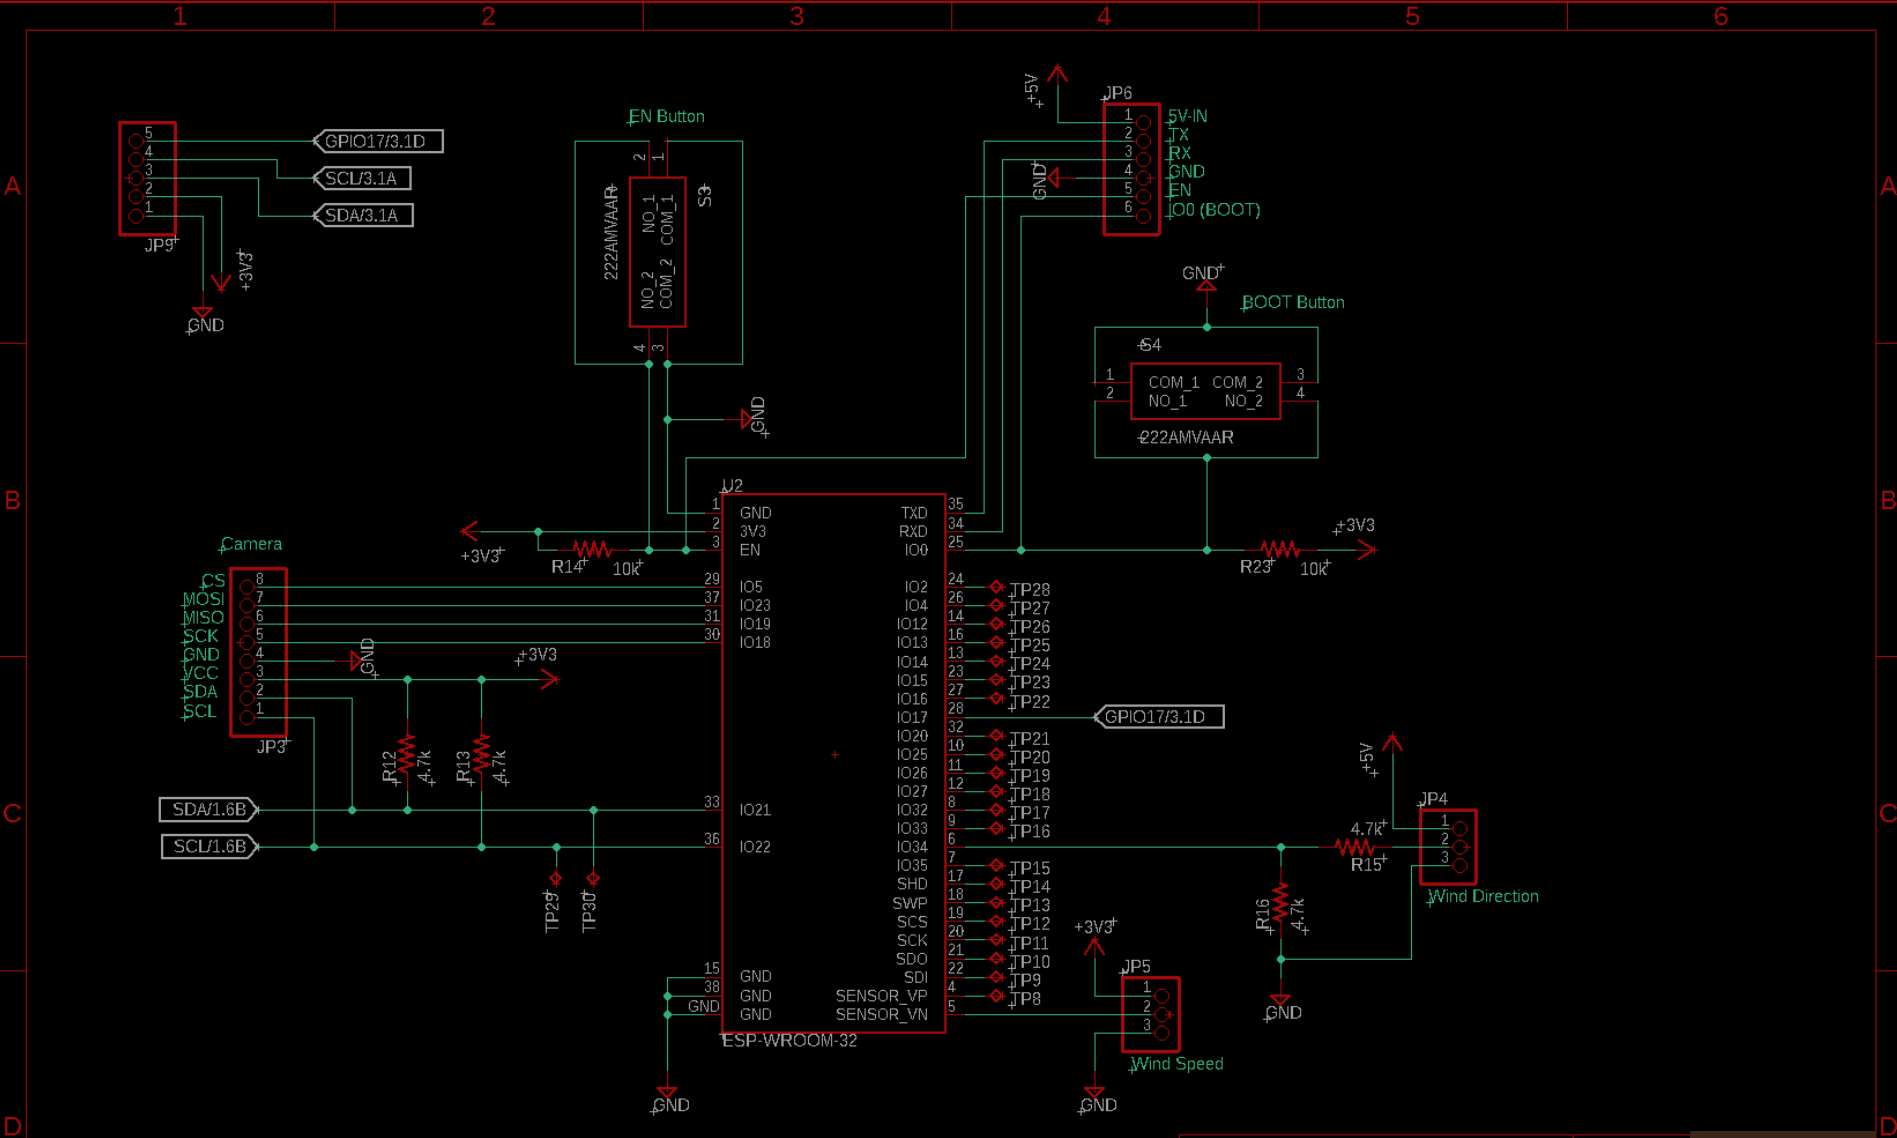 1 2 3 4 5 6
A A
B B
C C
D D
5
4
3
2
1
JP9
GPIO17/3.1D
SCL/3.1A
SDA/3.1A
+3V3
GND
EN Button
2 1
222AMVAAR
NO_1
COM_1
NO_2
COM_2
S3
4 3
GND
+5V
JP6
1 5V-IN
2 TX
3 RX
4 GND
5 EN
6 IO0 (BOOT)
GND
GND
BOOT Button
S4
1 COM_1 COM_2 3
2 NO_1 NO_2 4
222AMVAAR
+3V3
R23 10k
+3V3
R14 10k
U2
1 GND
2 3V3
3 EN
29 IO5
37 IO23
31 IO19
30 IO18
33 IO21
36 IO22
15 GND
38 GND
GND GND
TXD 35
RXD 34
IO0 25
IO2 24 TP28
IO4 26 TP27
IO12 14 TP26
IO13 16 TP25
IO14 13 TP24
IO15 23 TP23
IO16 27 TP22
IO17 28 GPIO17/3.1D
IO20 32 TP21
IO25 10 TP20
IO26 11 TP19
IO27 12 TP18
IO32 8 TP17
IO33 9 TP16
IO34 6
IO35 7 TP15
SHD 17 TP14
SWP 18 TP13
SCS 19 TP12
SCK 20 TP11
SDO 21 TP10
SDI 22 TP9
SENSOR_VP 4 TP8
SENSOR_VN 5
ESP-WROOM-32
GND
Camera
CS 8
MOSI 7
MISO 6
SCK 5
GND 4
VCC 3
SDA 2
SCL 1
JP3
GND
+3V3
R12 4.7k
R13 4.7k
SDA/1.6B
SCL/1.6B
TP29
TP30
+5V
JP4
1
2
3
4.7k
R15
Wind Direction
R16 4.7k
GND
+3V3
JP5
1
2
3
Wind Speed
GND